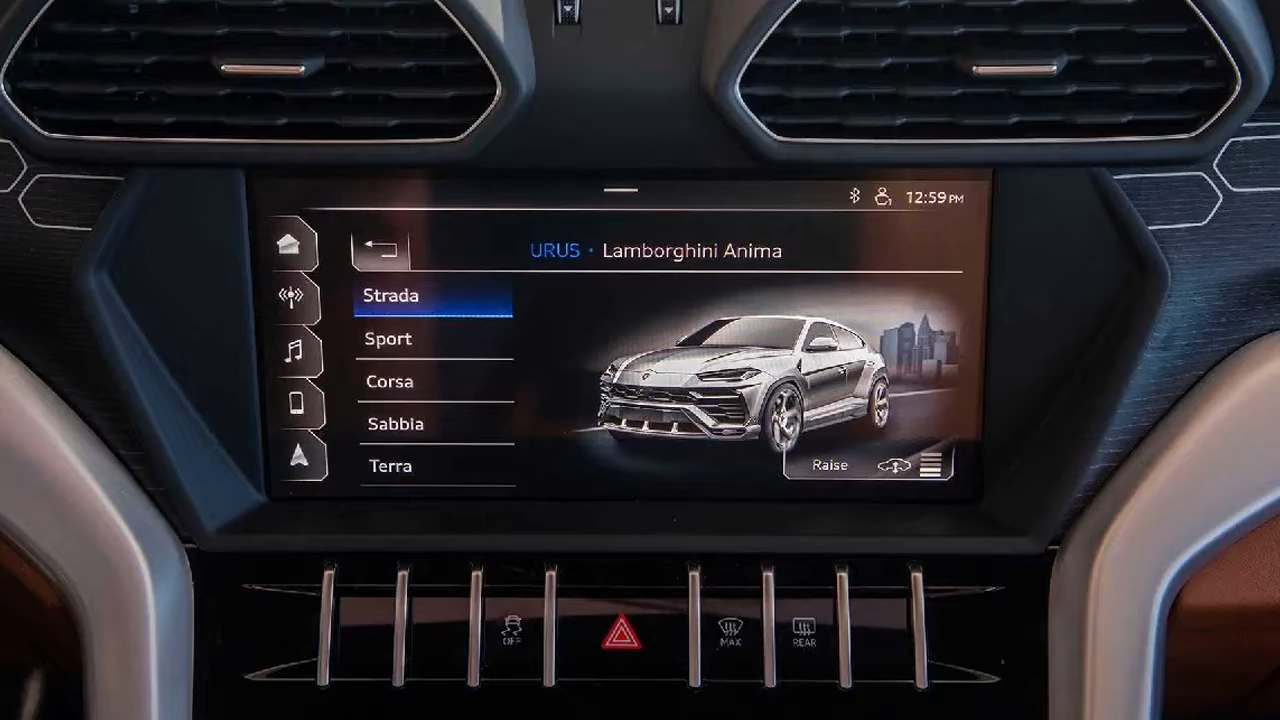 12:59 PM
URUS · Lamborghini Anima
Strada
Sport
Corsa
Sabbia
Terra
Raise
OFF
MAX
REAR